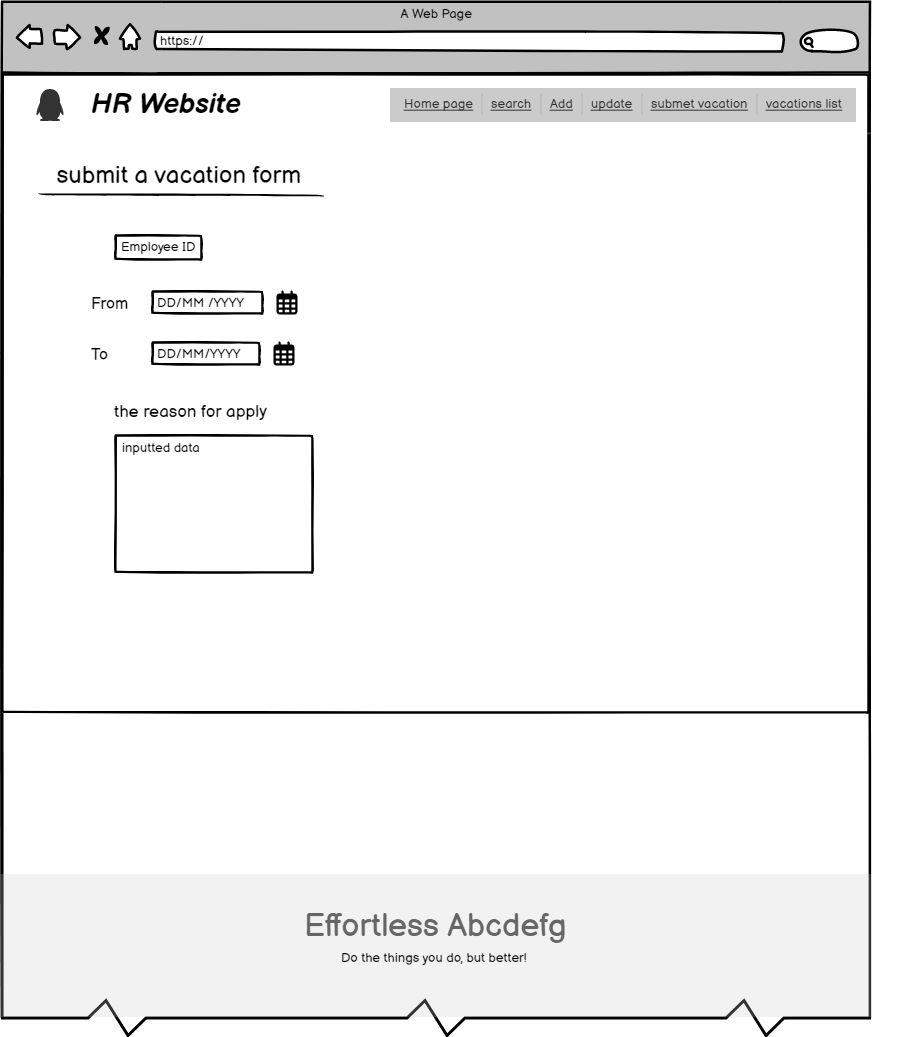 A Web Page
https://
HR Website
Home page search Add update submet vacation vacations list
submit a vacation form
Employee ID
From DD/MM /YYYY
To DD/MM/YYYY
the reason for apply
inputted data
Effortless Abcdefg
Do the things you do, but better!